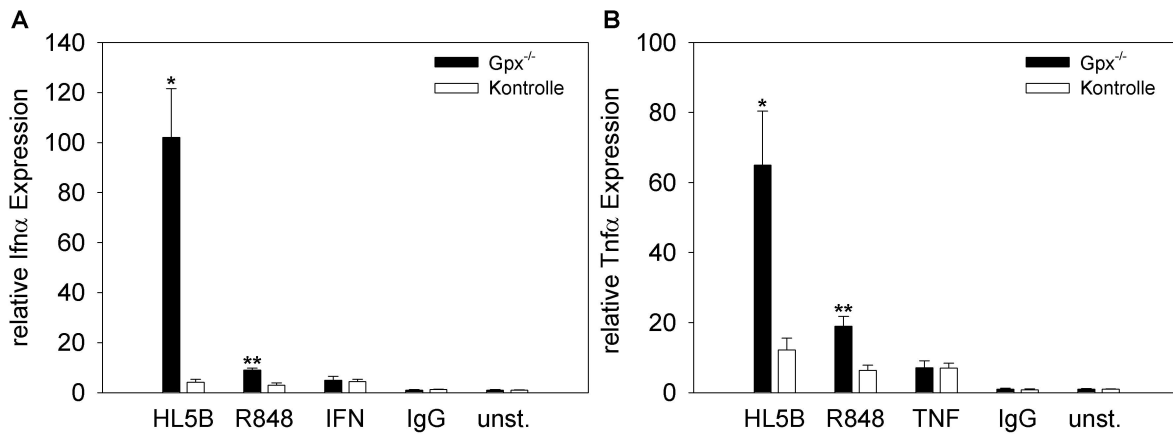 A
relative Ifnα Expression
140
120
100
80
60
40
20
0
*
**
Gpx-/-
Kontrolle
HL5B R848 IFN IgG unst.
B
relative Tnfα Expression
100
80
60
40
20
0
*
**
Gpx-/-
Kontrolle
HL5B R848 TNF IgG unst.